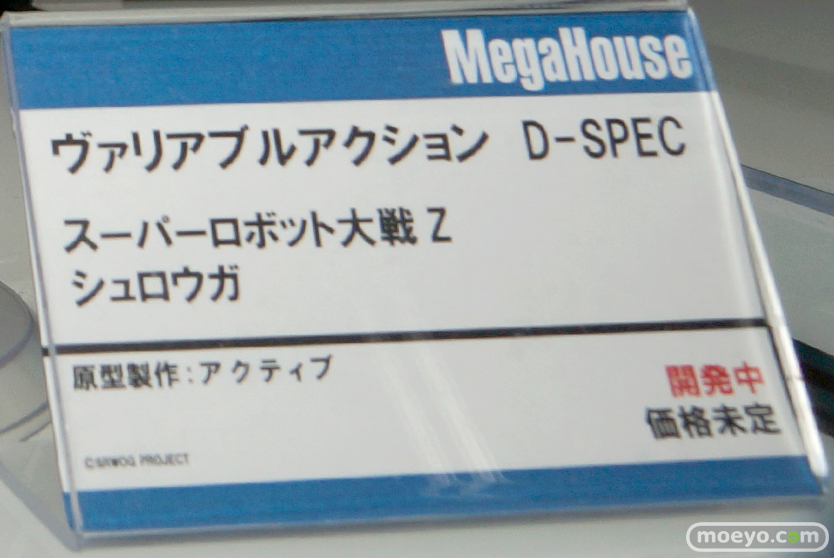 MegaHouse
ヴァリアブルアクション D-SPEC
スーパーロボット大戦Z
シュロウガ
原型製作:アクティブ
開発中
価格未定
©SRWOG PROJECT
moeyo.com